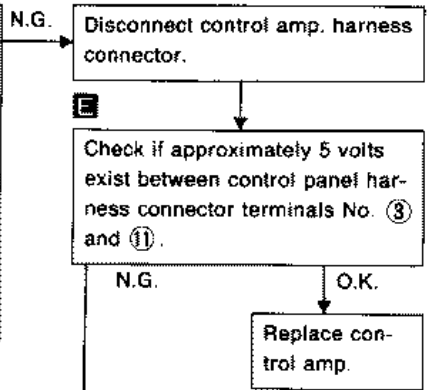 N.G.
Disconnect control amp. harness
connector.
E
Check if approximately 5 volts
exist between control panel har-
ness connector terminals No. ③
and ⑪.
N.G.
O.K.
Replace con-
trol amp.